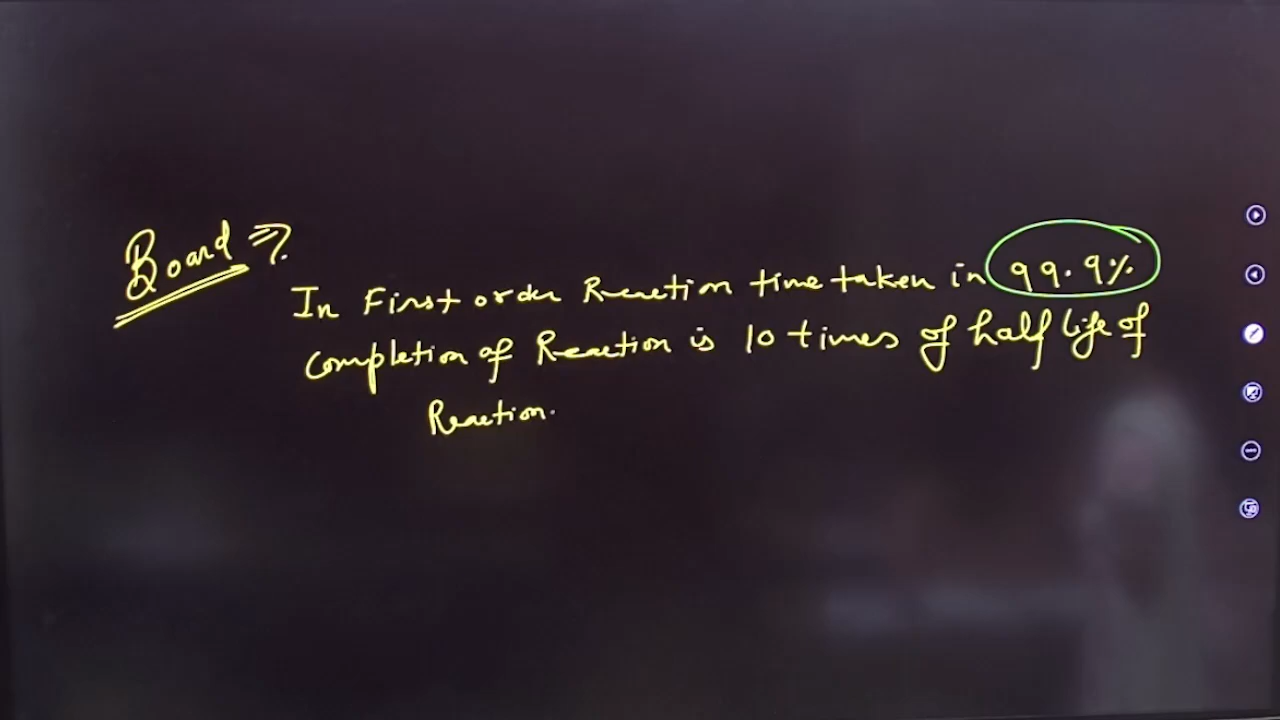 Board ⇒
In First order Reaction time taken in 99.9%
completion of Reaction is 10 times of half life of
Reaction.